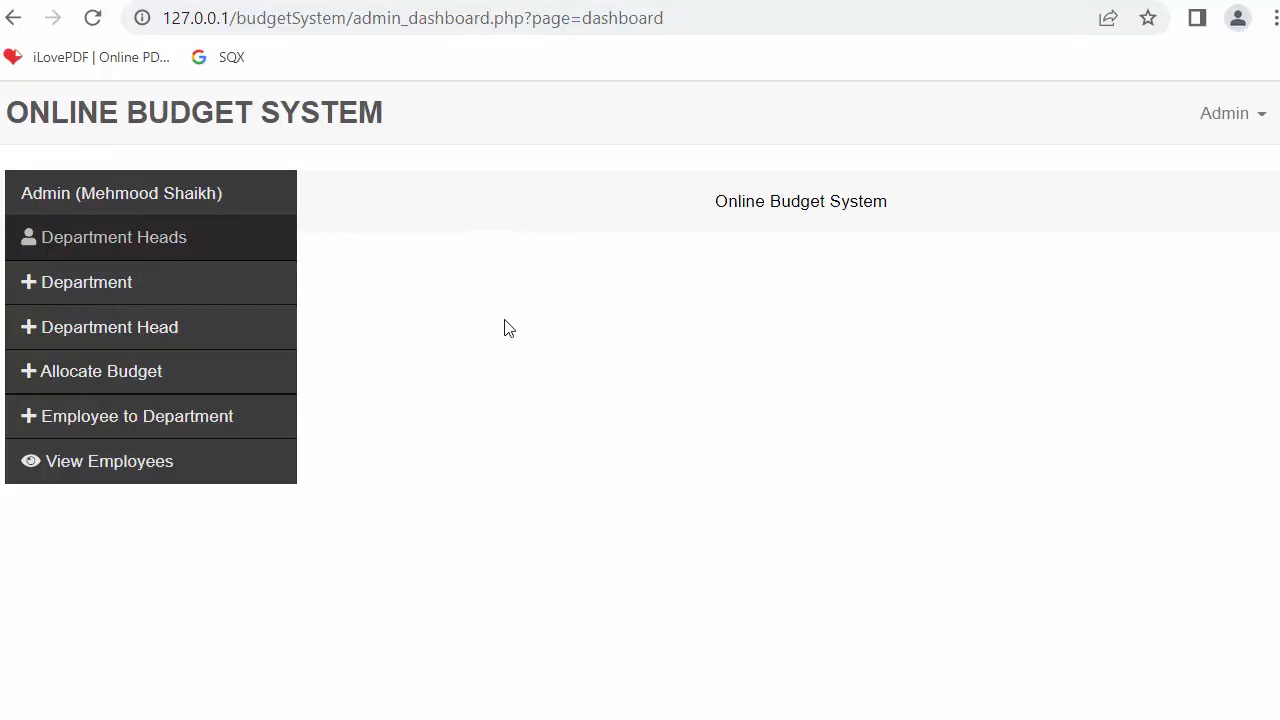 127.0.0.1/budgetSystem/admin_dashboard.php?page=dashboard
iLovePDF | Online PD... SQX
ONLINE BUDGET SYSTEM Admin
Admin (Mehmood Shaikh)
Online Budget System
Department Heads
Department
Department Head
Allocate Budget
Employee to Department
View Employees